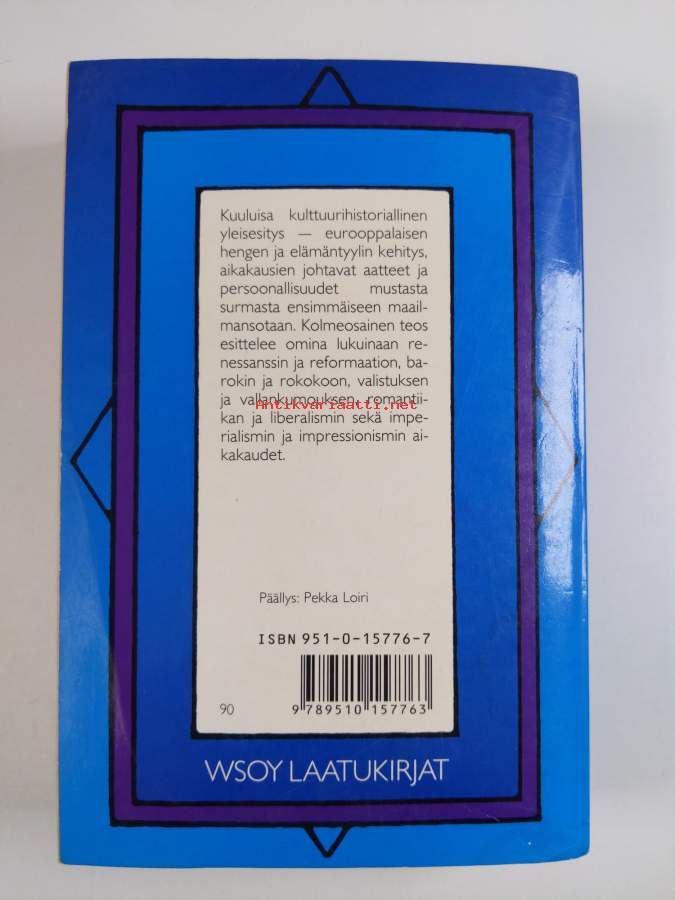 Kuuluisa kulttuurihistoriallinen
yleisesitys — eurooppalaisen
hengen ja elämäntyylin kehitys,
aikakausien johtavat aatteet ja
persoonallisuudet mustasta
surmasta ensimmäiseen maail-
mansotaan. Kolmeosainen teos
esittelee omina lukuinaan re-
nessanssin ja reformaation, ba-
rokin ja rokokoon, valistuksen
ja vallankumouksen, romantii-
Antikvariaatti.net
kan ja liberalismin sekä impe-
rialismin ja impressionismin ai-
kakaudet.
Päällys: Pekka Loiri
ISBN 951-0-15776-7
90
9 789510 157763
WSOY LAATUKIRJAT